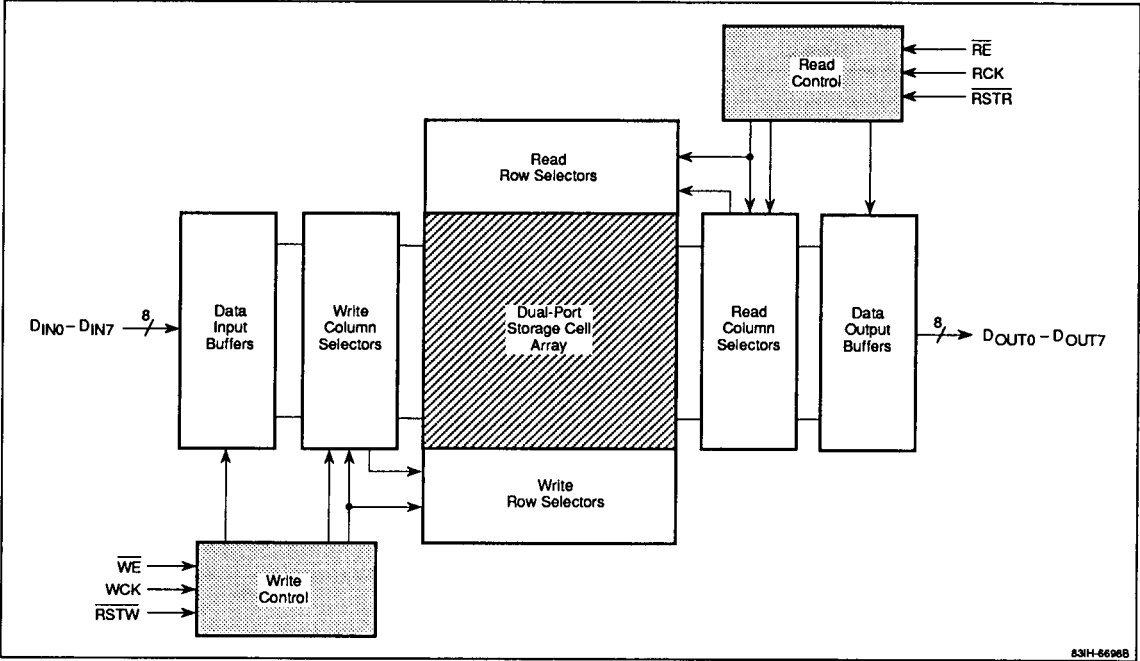 Read
Control
RE
RCK
RSTR
Read
Row Selectors
Data
Input
Buffers
Write
Column
Selectors
Dual-Port
Storage Cell
Array
Read
Column
Selectors
Data
Output
Buffers
DIN0–DIN7
8
8
DOUT0–DOUT7
Write
Row Selectors
WE
WCK
RSTW
Write
Control
83IH-6698B